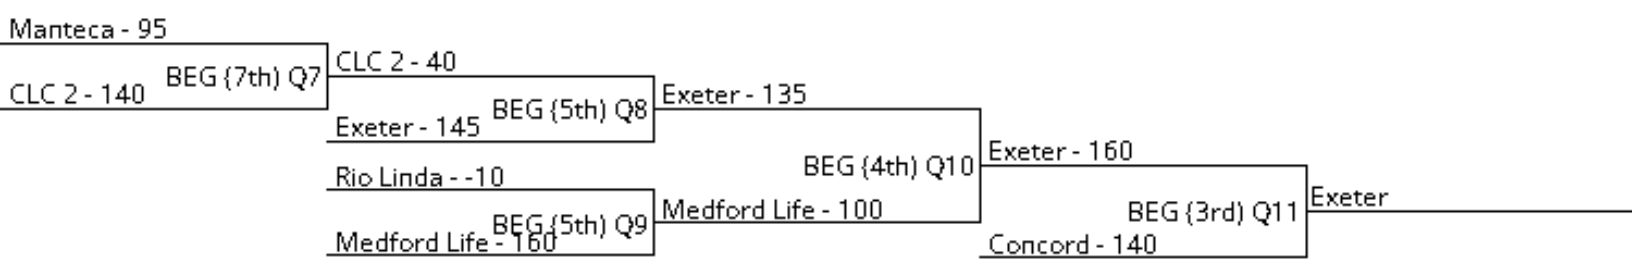 Manteca - 95
CLC 2 - 140
BEG {7th) Q7
CLC 2 - 40
Exeter - 145
BEG {5th) Q8
Rio Linda - -10
Medford Life - 160
BEG {5th) Q9
Exeter - 135
Medford Life - 100
BEG {4th) Q10
Exeter - 160
Concord - 140
BEG {3rd) Q11
Exeter